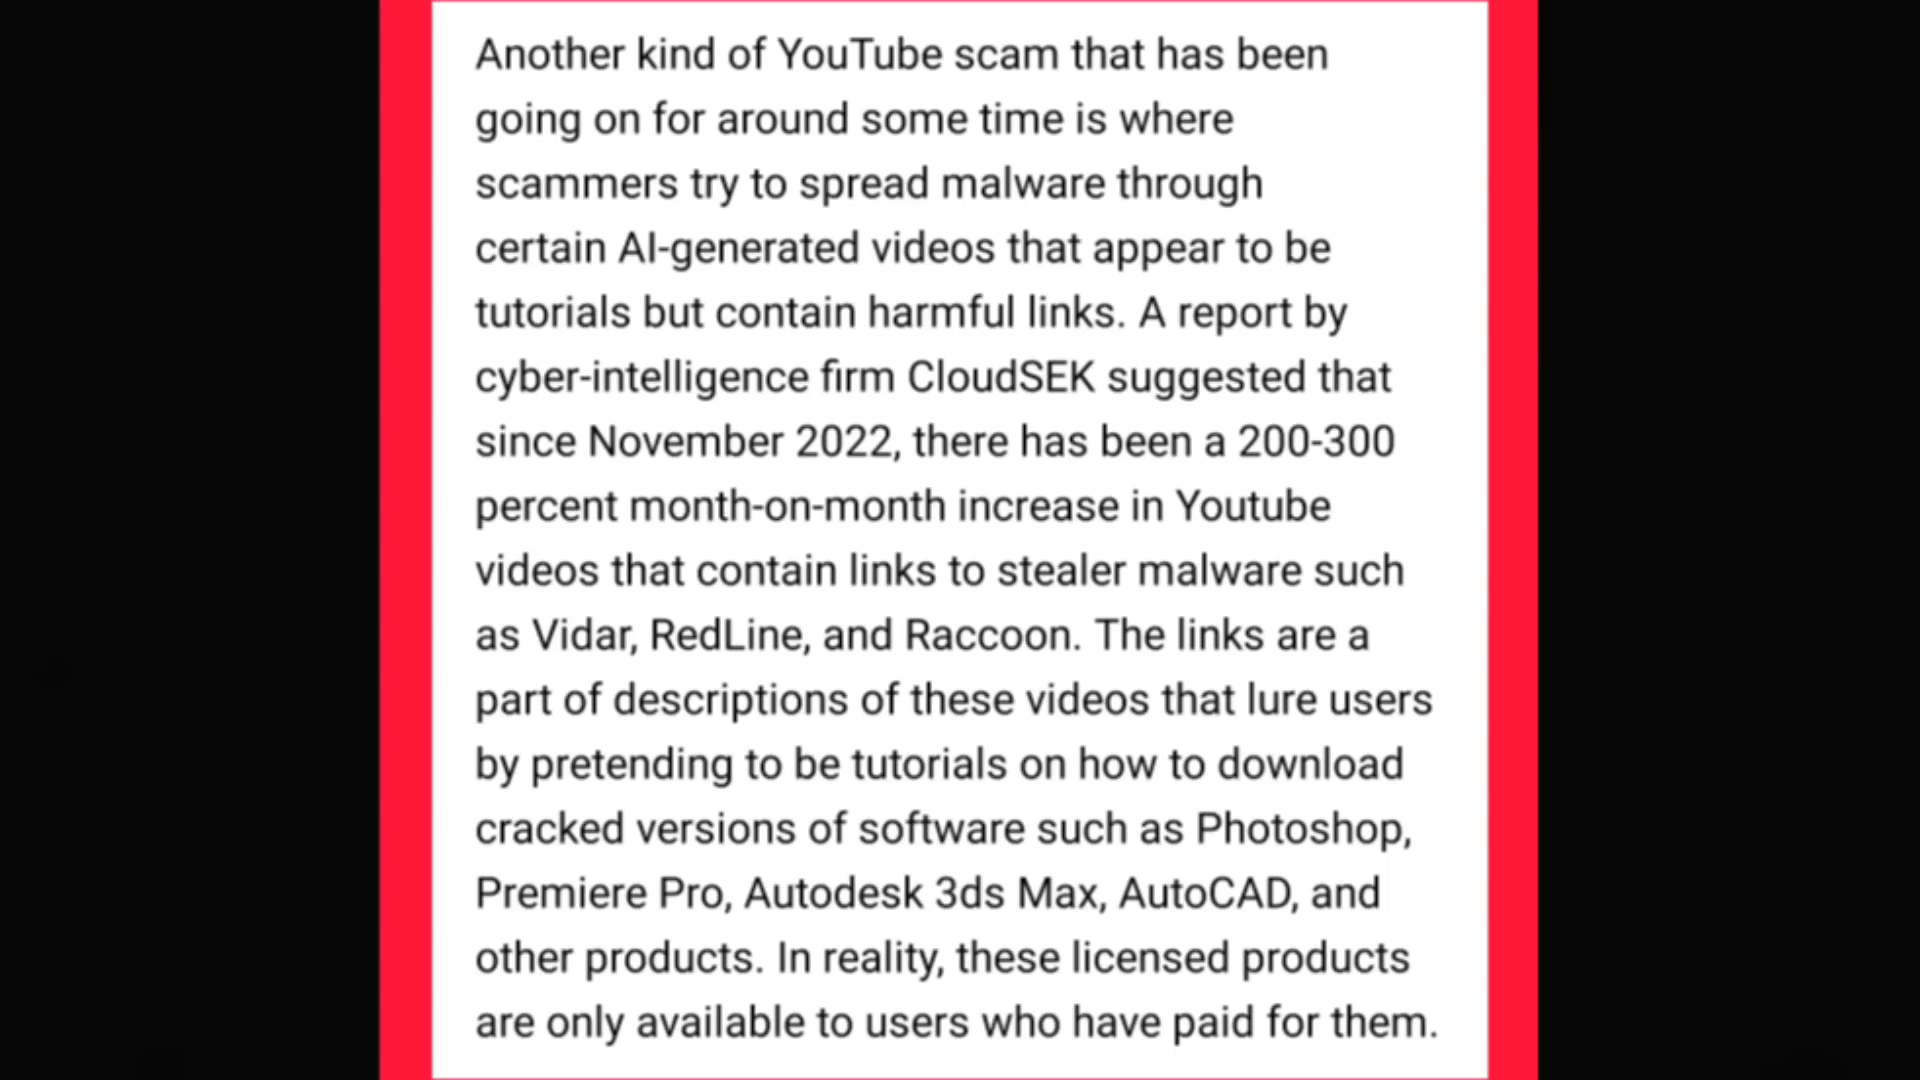 Another kind of YouTube scam that has been
going on for around some time is where
scammers try to spread malware through
certain AI-generated videos that appear to be
tutorials but contain harmful links. A report by
cyber-intelligence firm CloudSEK suggested that
since November 2022, there has been a 200-300
percent month-on-month increase in Youtube
videos that contain links to stealer malware such
as Vidar, RedLine, and Raccoon. The links are a
part of descriptions of these videos that lure users
by pretending to be tutorials on how to download
cracked versions of software such as Photoshop,
Premiere Pro, Autodesk 3ds Max, AutoCAD, and
other products. In reality, these licensed products
are only available to users who have paid for them.